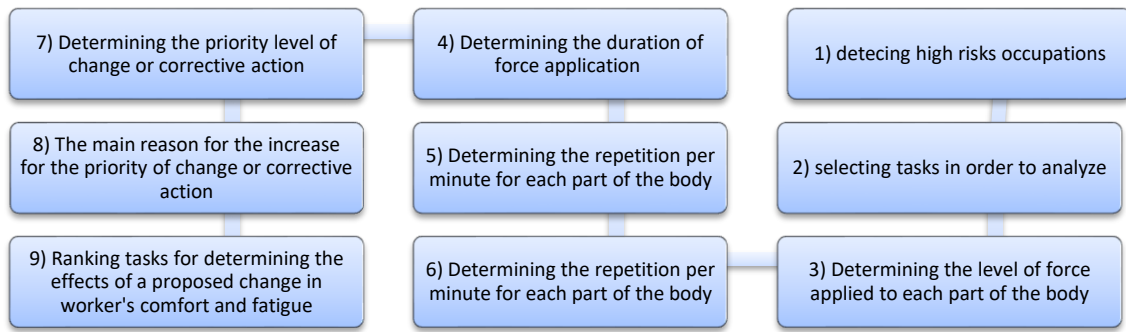 7) Determining the priority level of
change or corrective action
8) The main reason for the increase
for the priority of change or corrective
action
9) Ranking tasks for determining the
effects of a proposed change in
worker's comfort and fatigue
4) Determining the duration of
force application
5) Determining the repetition per
minute for each part of the body
6) Determining the repetition per
minute for each part of the body
1) detecing high risks occupations
2) selecting tasks in order to analyze
3) Determining the level of force
applied to each part of the body